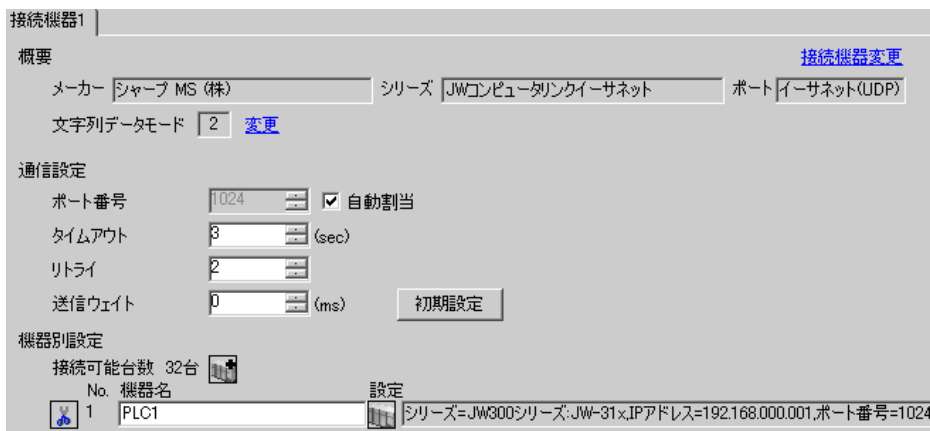 接続機器1
概要 接続機器変更
メーカー シャープ MS (株) シリーズ JWコンピュータリンクイーサネット ポート イーサネット(UDP)
文字列データモード 2 変更
通信設定
ポート番号 1024 自動割当
タイムアウト 3 (sec)
リトライ 2
送信ウェイト 0 (ms) 初期設定
機器別設定
接続可能台数 32台
No. 機器名 設定
1 PLC1 シリーズ=JW300シリーズ:JW-31x,IPアドレス=192.168.000.001,ポート番号=1024